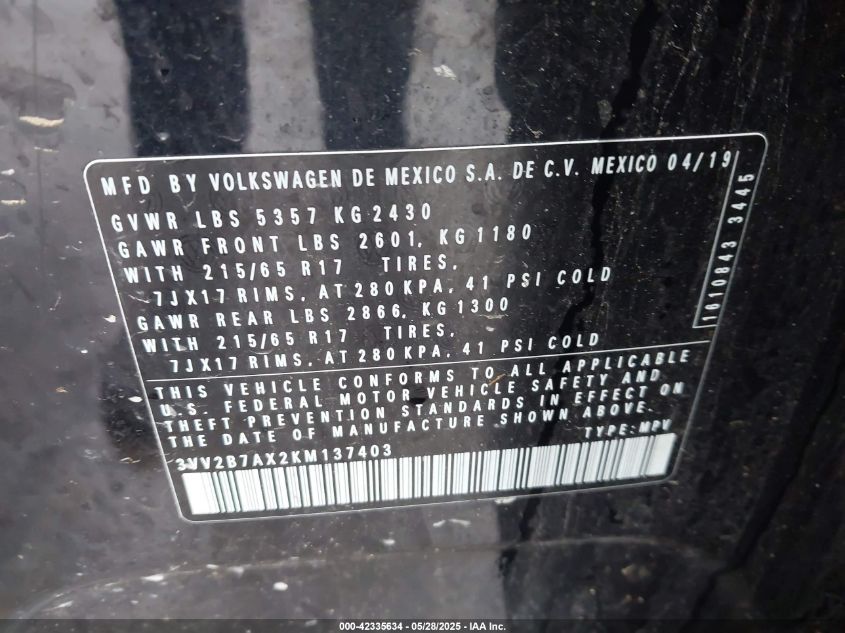 MFD BY VOLKSWAGEN DE MEXICO S.A. DE C.V. MEXICO 04/19
GVWR LBS 5357 KG 2430
GAWR FRONT LBS 2601, KG 1180
WITH 215/65 R17 TIRES,
7JX17 RIMS, AT 280 KPA, 41 PSI COLD
GAWR REAR LBS 2866, KG 1300
WITH 215/65 R17 TIRES,
7JX17 RIMS, AT 280 KPA, 41 PSI COLD
1610843 3445
THIS VEHICLE CONFORMS TO ALL APPLICABLE
U.S. FEDERAL MOTOR VEHICLE SAFETY AND
THEFT PREVENTION STANDARDS IN EFFECT ON
THE DATE OF MANUFACTURE SHOWN ABOVE.
TYPE: MPV
3VV2B7AX2KM137403
000-42335634 - 05/28/2025 - IAA Inc.